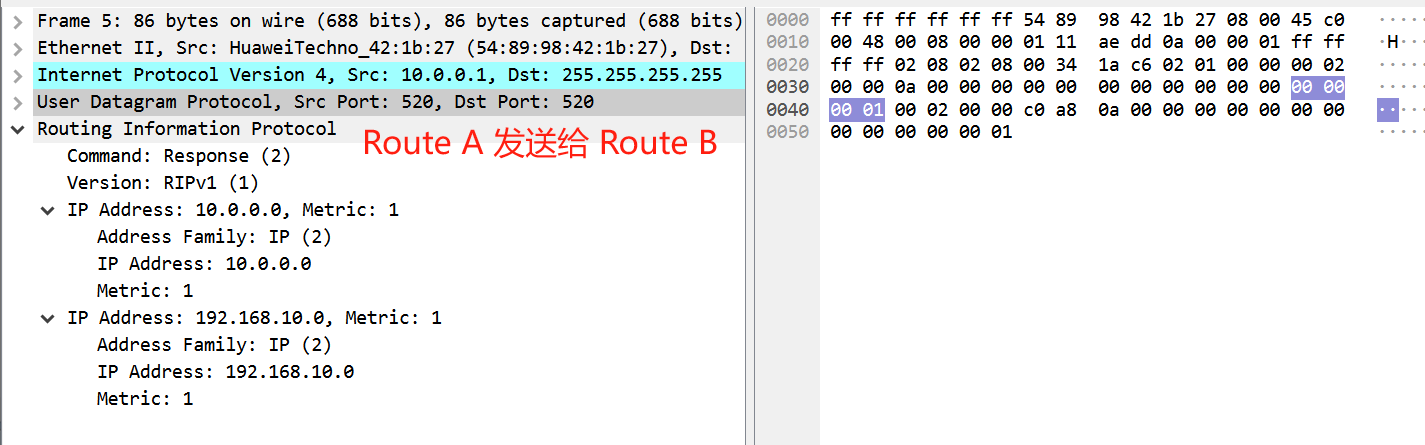 Frame 5: 86 bytes on wire (688 bits), 86 bytes captured (688 bits)
Ethernet II, Src: HuaweiTechno_42:1b:27 (54:89:98:42:1b:27), Dst:
Internet Protocol Version 4, Src: 10.0.0.1, Dst: 255.255.255.255
User Datagram Protocol, Src Port: 520, Dst Port: 520
Routing Information Protocol
Route A 发送给 Route B
Command: Response (2)
Version: RIPv1 (1)
IP Address: 10.0.0.0, Metric: 1
Address Family: IP (2)
IP Address: 10.0.0.0
Metric: 1
IP Address: 192.168.10.0, Metric: 1
Address Family: IP (2)
IP Address: 192.168.10.0
Metric: 1
0000 ff ff ff ff ff ff 54 89 98 42 1b 27 08 00 45 c0 ······
0010 00 48 00 08 00 00 01 11 ae dd 0a 00 00 01 ff ff ·H····
0020 ff ff 02 08 02 08 00 34 1a c6 02 01 00 00 00 02 ······
0030 00 00 0a 00 00 00 00 00 00 00 00 00 00 00 00 00 ······
0040 00 01 00 02 00 00 c0 a8 0a 00 00 00 00 00 00 00 ······
0050 00 00 00 00 00 01 ······